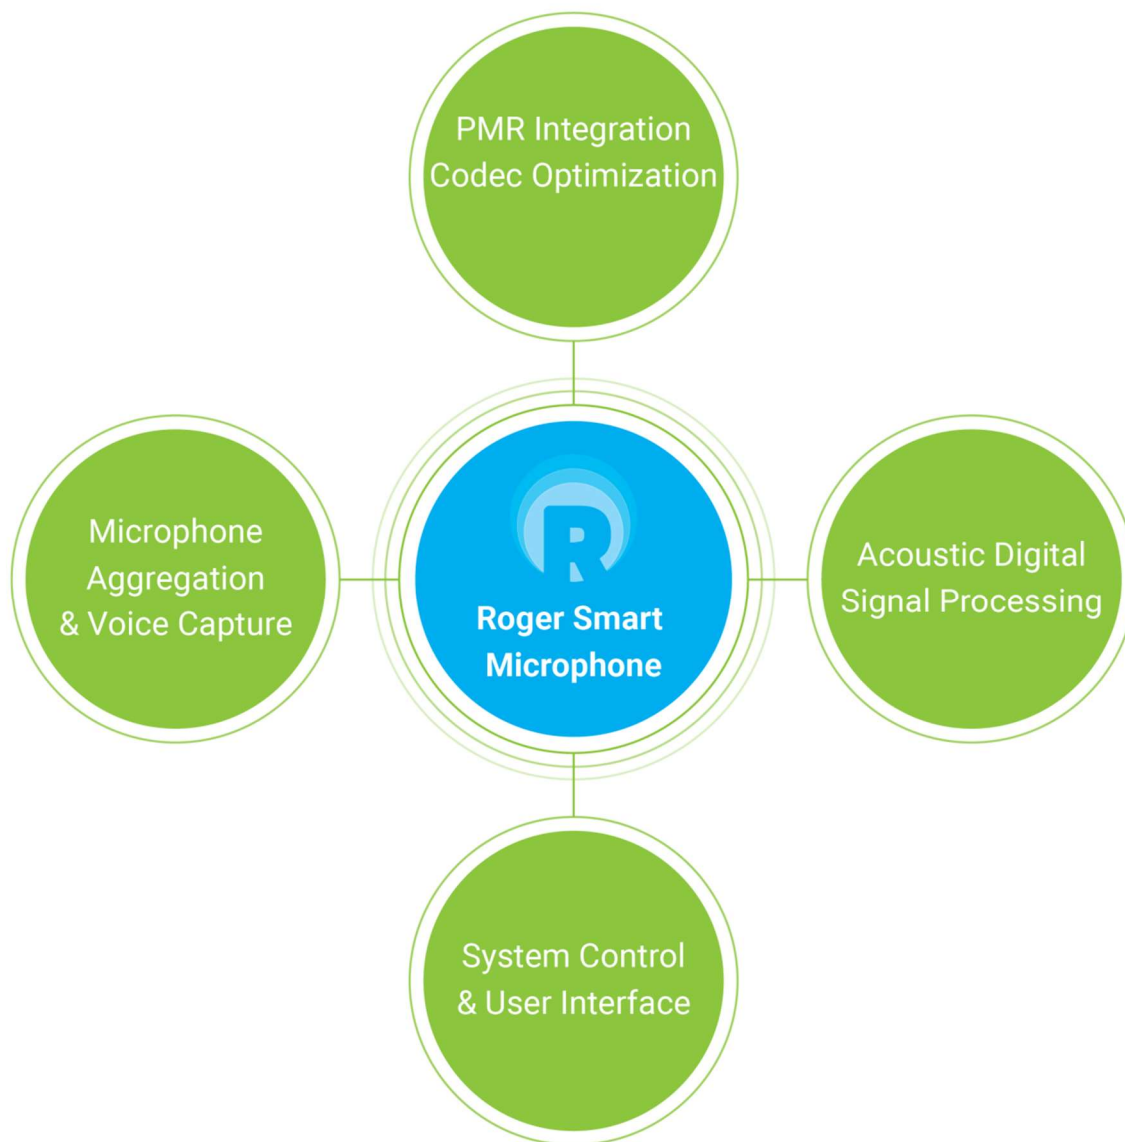 PMR Integration
Codec Optimization
Microphone
Aggregation
& Voice Capture
R
Roger Smart
Microphone
Acoustic Digital
Signal Processing
System Control
& User Interface